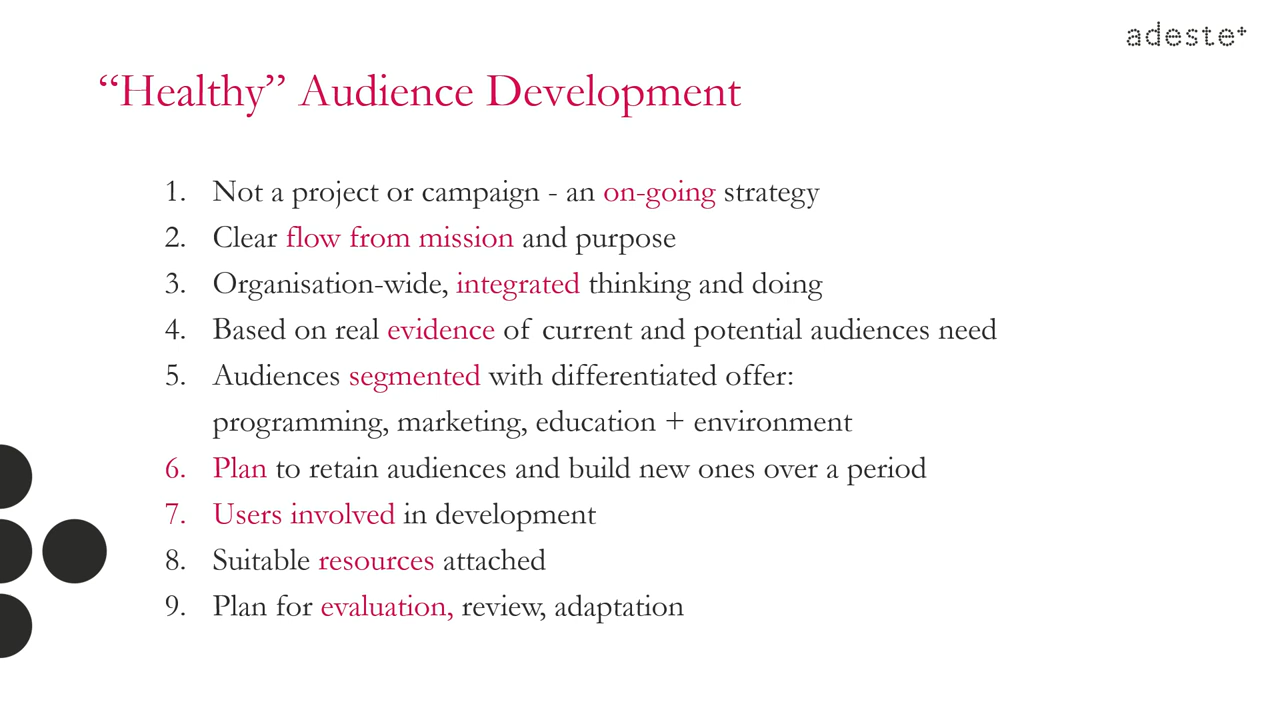 adeste+
“Healthy” Audience Development
1. Not a project or campaign - an on-going strategy
2. Clear flow from mission and purpose
3. Organisation-wide, integrated thinking and doing
4. Based on real evidence of current and potential audiences need
5. Audiences segmented with differentiated offer:
programming, marketing, education + environment
6. Plan to retain audiences and build new ones over a period
7. Users involved in development
8. Suitable resources attached
9. Plan for evaluation, review, adaptation